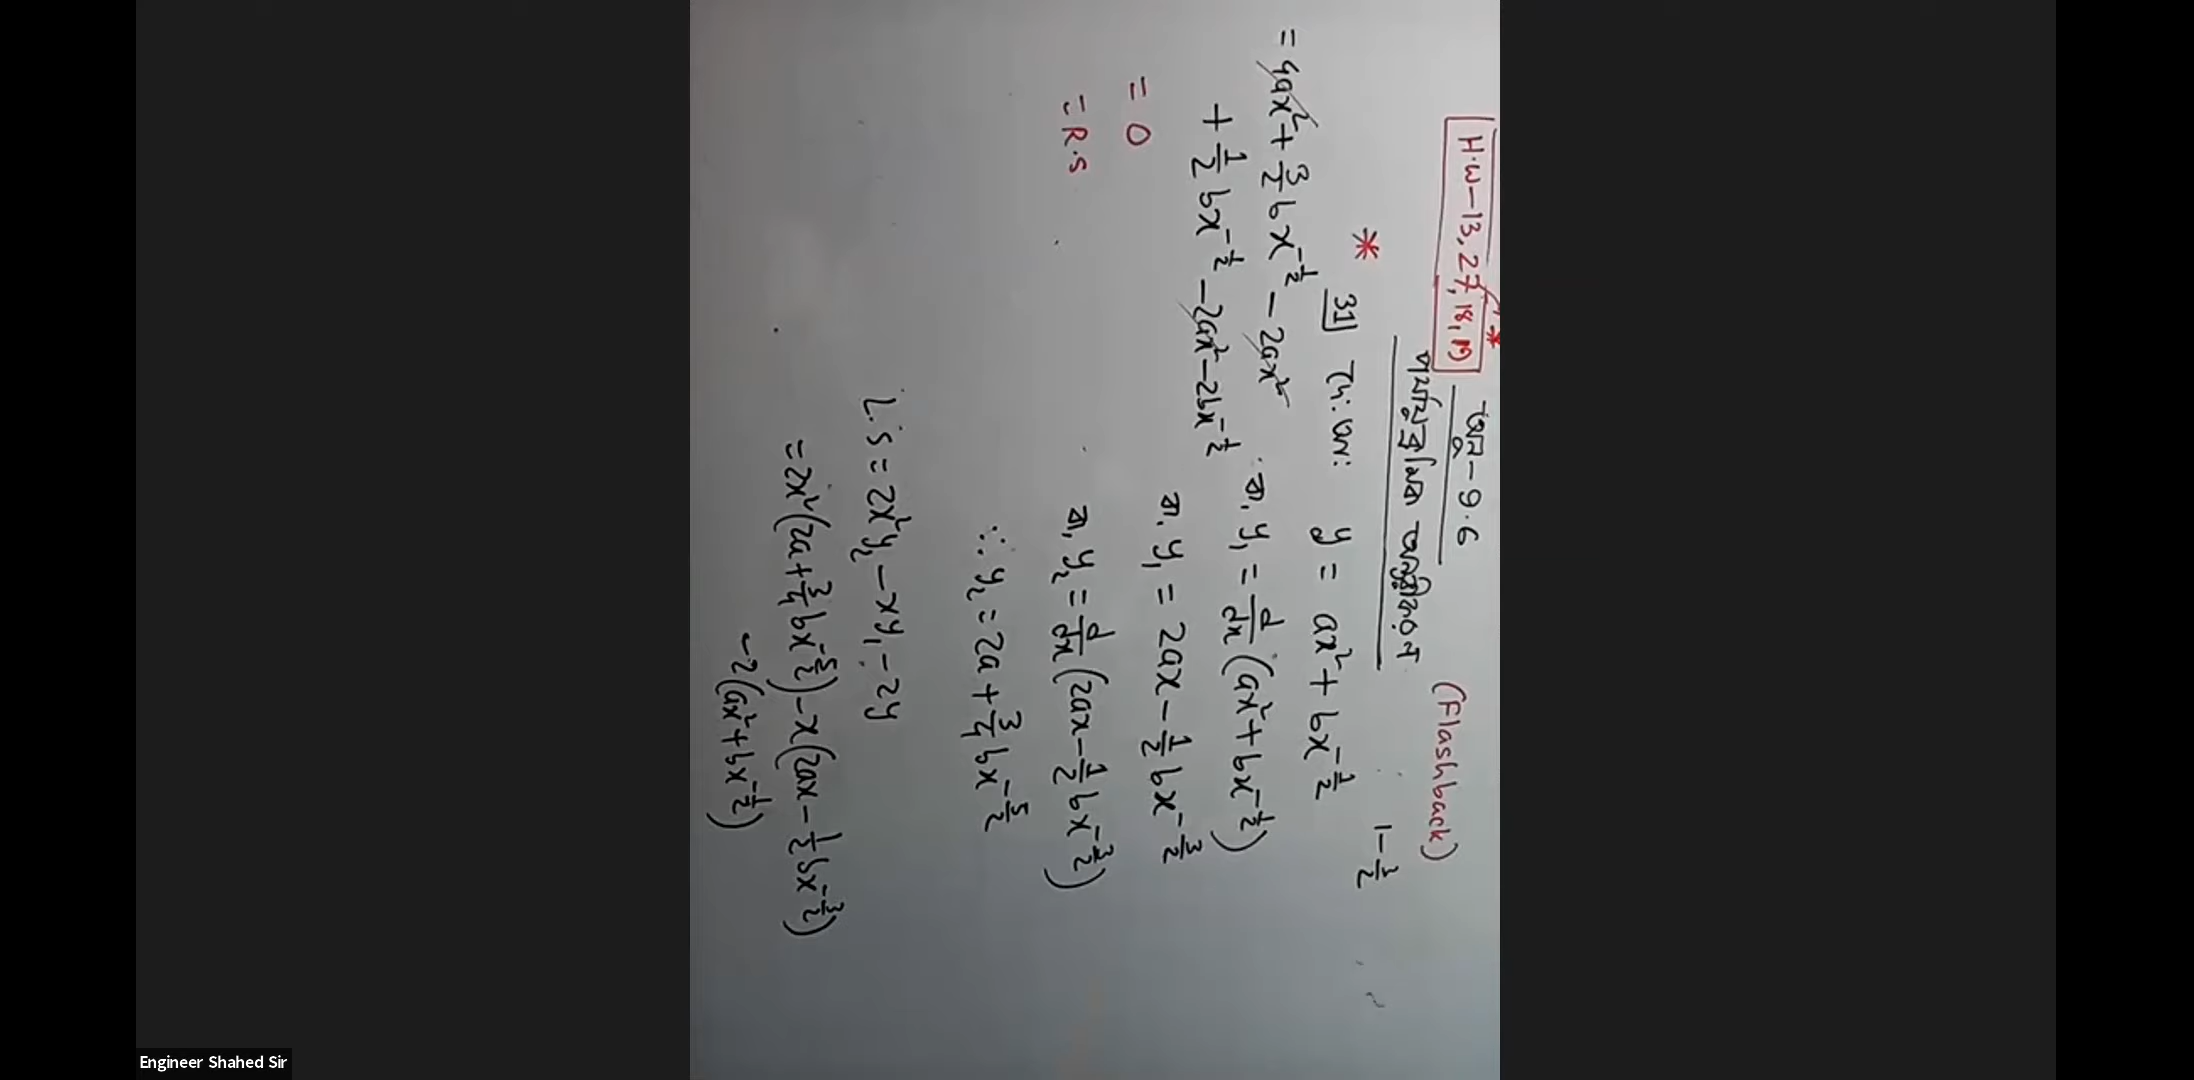 H.W-13, 27, 18, 19
অনু-9.6
(Flashback)
পর্যায়ক্রমিক অন্তরীকরণ
1-3/2
* 31] দে: আছে: y = ax² + bx^(-1/2)
বা, y₁ = d/dx (ax² + bx^(-1/2))
বা, y₁ = 2ax - 1/2 bx^(-3/2)
বা, y₂ = d/dx (2ax - 1/2 bx^(-3/2))
∴ y₂ = 2a + 3/4 bx^(-5/2)
L.S = 2x²y₂ - xy₁ - 2y
= 2x²(2a + 3/4 bx^(-5/2)) - x(2ax - 1/2 bx^(-3/2))
-2(ax² + bx^(-1/2))
= 4ax² + 3/2 bx^(-1/2) - 2ax²
+ 1/2 bx^(-1/2) - 2ax² - 2bx^(-1/2)
= 0
= R.S
Engineer Shahed Sir